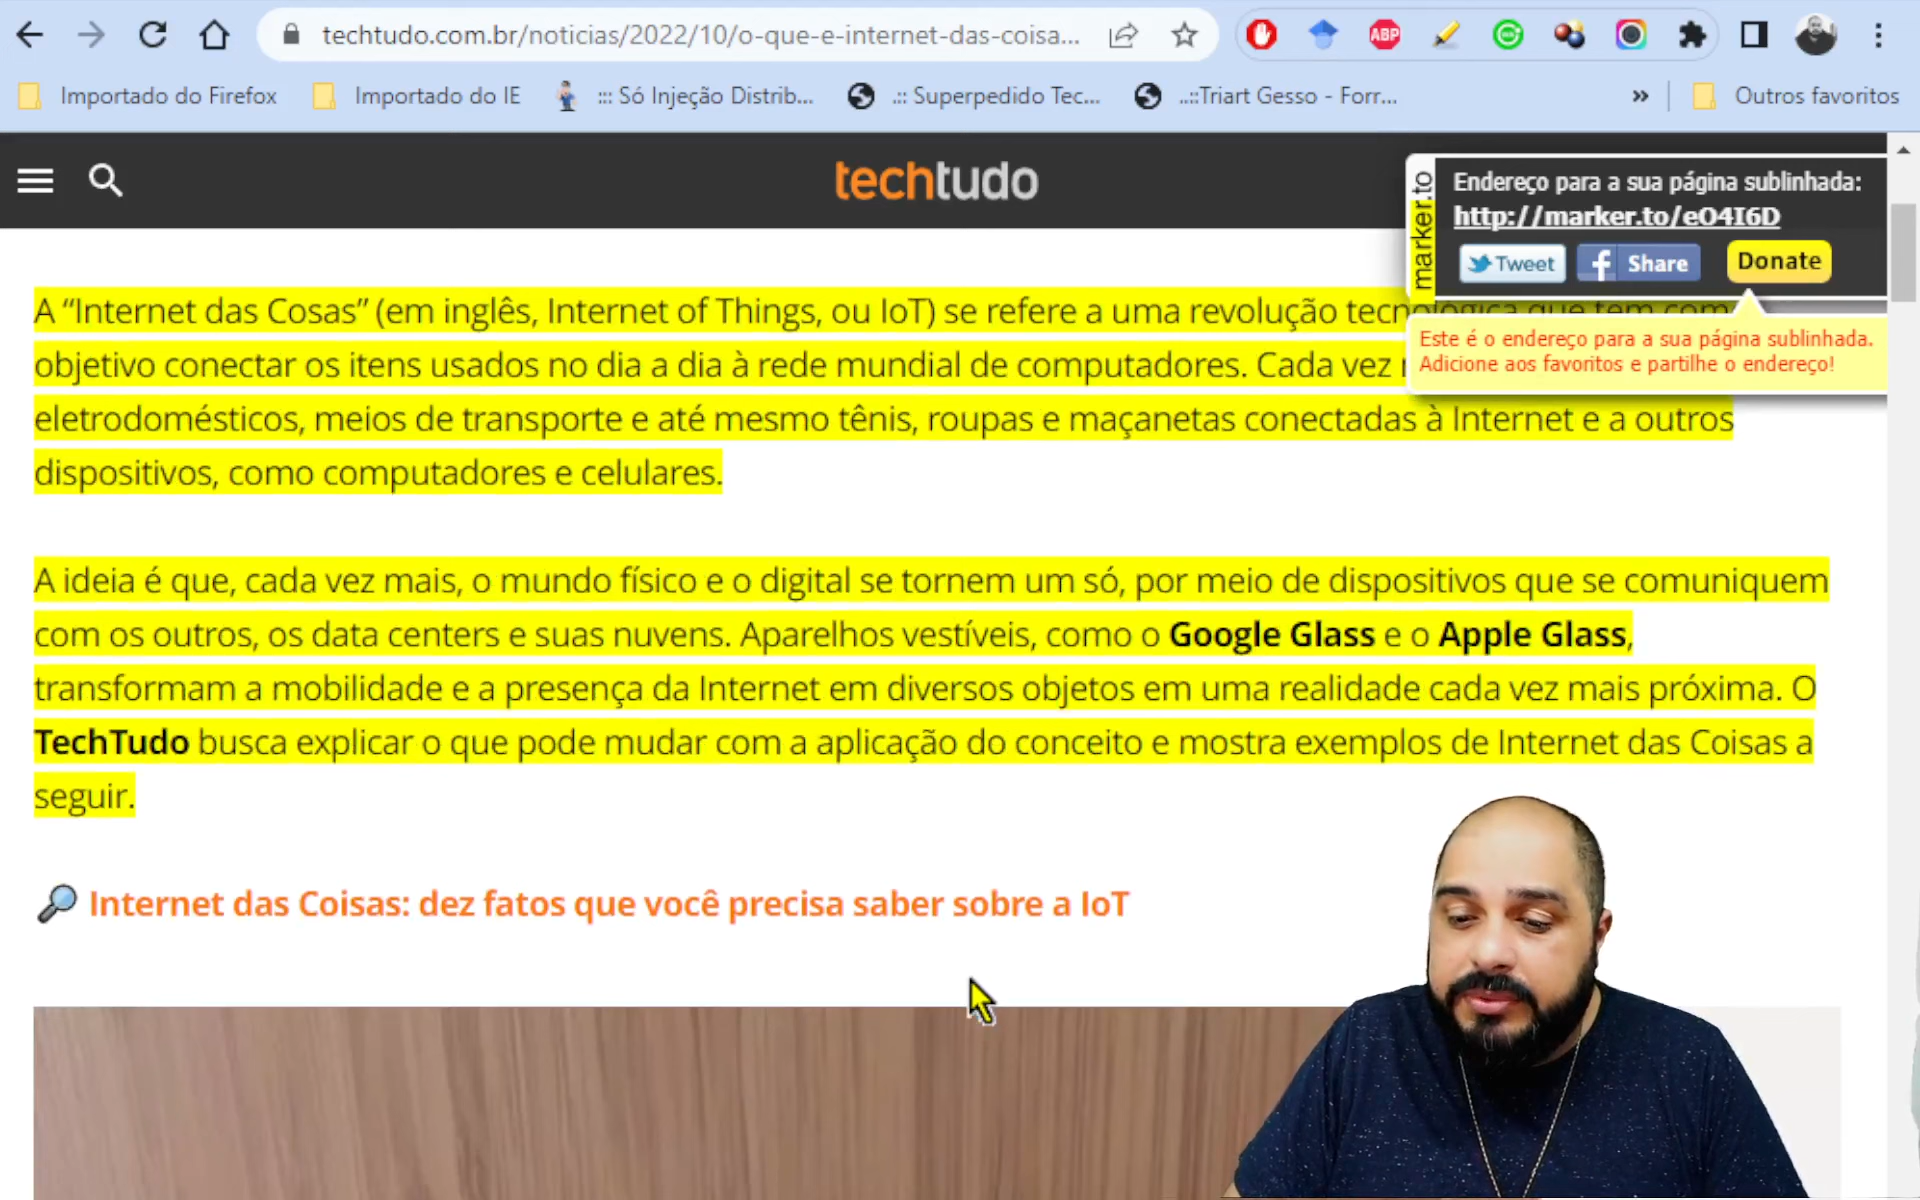 techtudo.com.br/noticias/2022/10/o-que-e-internet-das-coisa...
ABP
Importado do Firefox
Importado do IE
::: Só Injeção Distrib...
.:: Superpedido Tec...
..::Triart Gesso - Forr...
»
Outros favoritos
techtudo
marker.to
Endereço para a sua página sublinhada:
http://marker.to/eO4I6D
Tweet
Share
Donate
Este é o endereço para a sua página sublinhada.
Adicione aos favoritos e partilhe o endereço!
A “Internet das Cosas” (em inglês, Internet of Things, ou IoT) se refere a uma revolução tecnológica que tem com
objetivo conectar os itens usados no dia a dia à rede mundial de computadores. Cada vez
eletrodomésticos, meios de transporte e até mesmo tênis, roupas e maçanetas conectadas à Internet e a outros
dispositivos, como computadores e celulares.
A ideia é que, cada vez mais, o mundo físico e o digital se tornem um só, por meio de dispositivos que se comuniquem
com os outros, os data centers e suas nuvens. Aparelhos vestíveis, como o Google Glass e o Apple Glass,
transformam a mobilidade e a presença da Internet em diversos objetos em uma realidade cada vez mais próxima. O
TechTudo busca explicar o que pode mudar com a aplicação do conceito e mostra exemplos de Internet das Coisas a
seguir.
Internet das Coisas: dez fatos que você precisa saber sobre a IoT